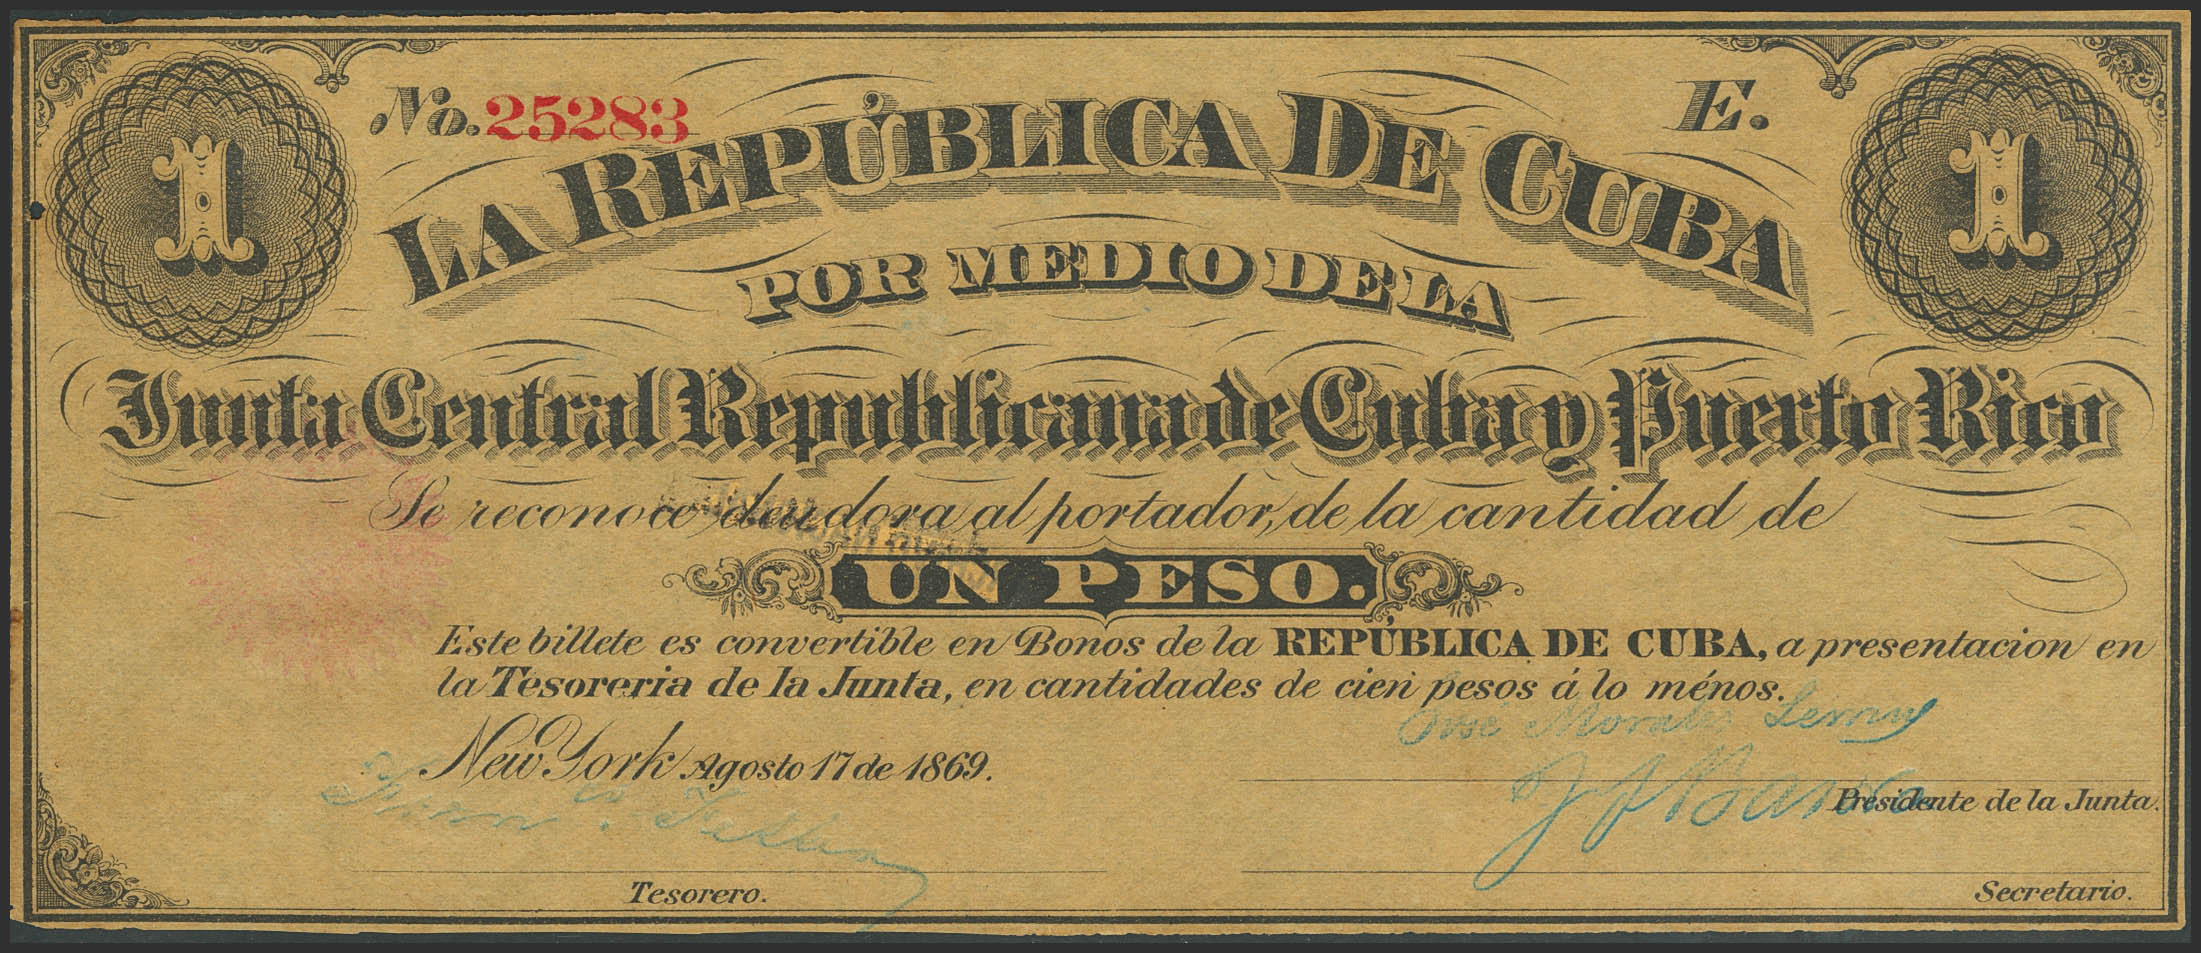 1
No. 25283
E.
1
LA REPÚBLICA DE CUBA
POR MEDIO DE LA
Junta Central Republicana de Cuba y Puerto Rico
Se reconoce deudora al portador, de la cantidad de
UN PESO.
Este billete es convertible en Bonos de la REPÚBLICA DE CUBA, a presentacion en
la Tesoreria de la Junta, en cantidades de cien pesos á lo ménos.
José Morales Lemus
New York Agosto 17 de 1869.
Presidente de la Junta.
Tesorero.
Secretario.